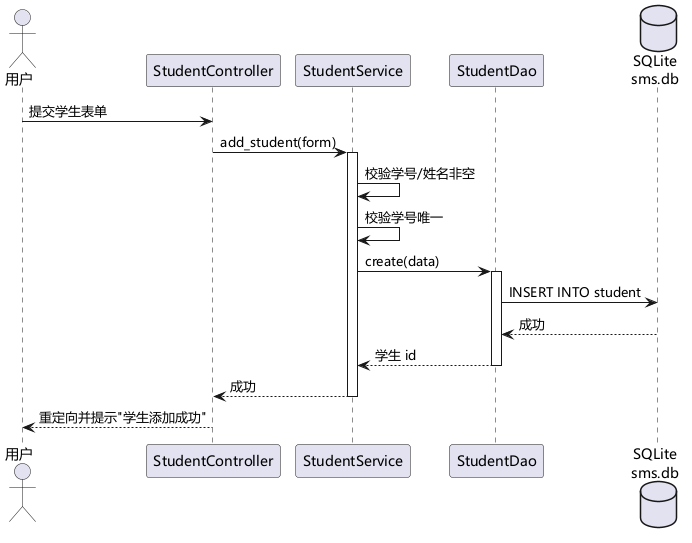 用户
StudentController
StudentService
StudentDao
SQLite
sms.db
提交学生表单
add_student(form)
校验学号/姓名非空
校验学号唯一
create(data)
INSERT INTO student
成功
学生 id
成功
重定向并提示"学生添加成功"
用户
StudentController
StudentService
StudentDao
SQLite
sms.db